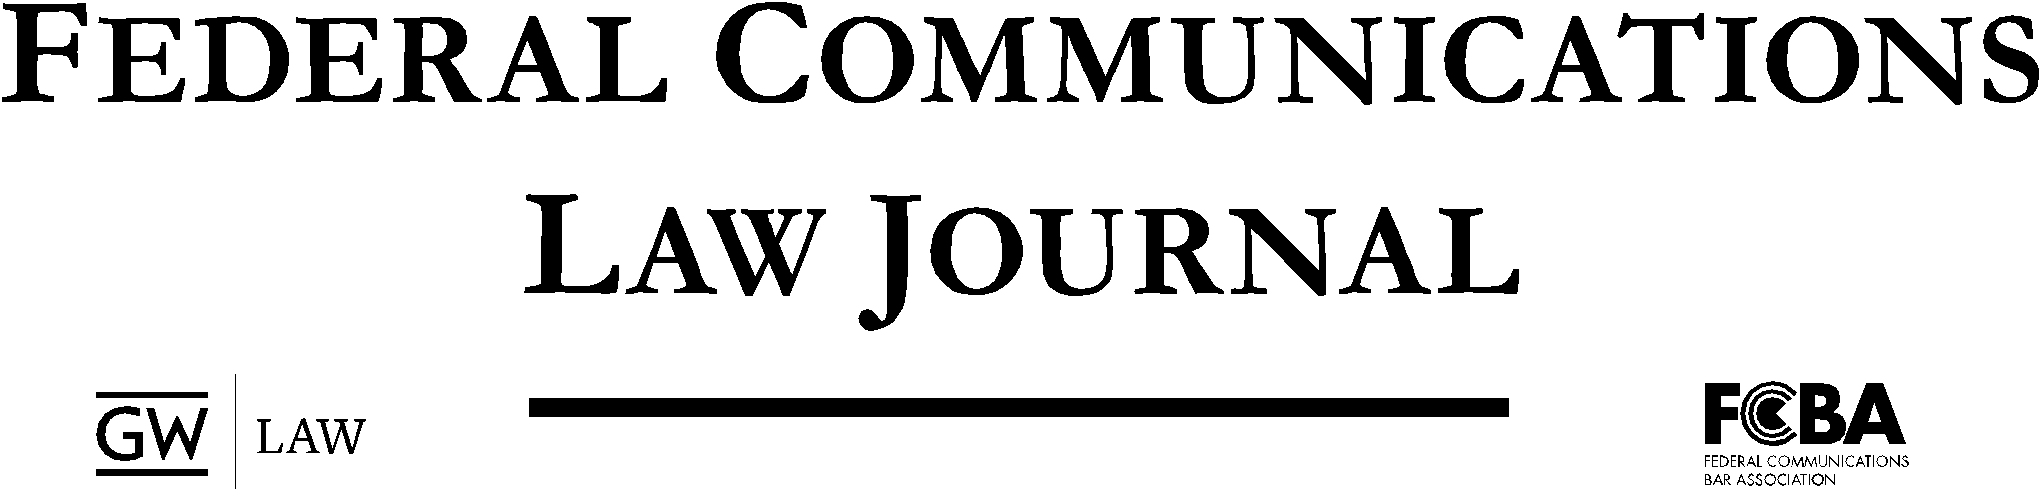 FEDERAL COMMUNICATIONS
LAW JOURNAL
GW LAW
FCBA
FEDERAL COMMUNICATIONS
BAR ASSOCIATION